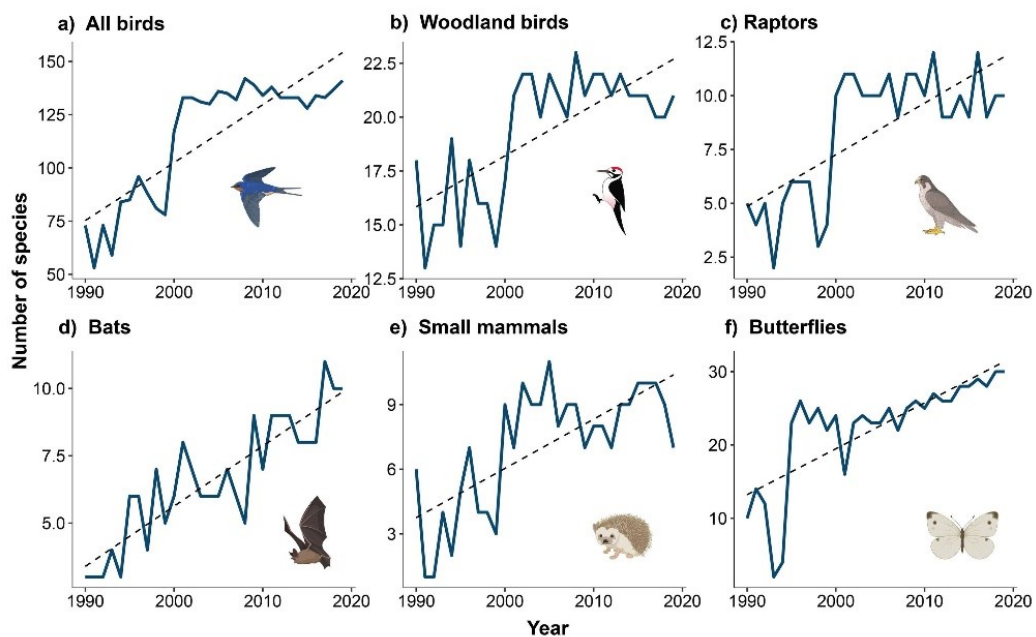 a) All birds
b) Woodland birds
c) Raptors
150
125
100
75
50
1990 2000 2010 2020
22.5
20.0
17.5
15.0
12.5
1990 2000 2010 2020
12.5
10.0
7.5
5.0
2.5
1990 2000 2010 2020
Number of species
d) Bats
e) Small mammals
f) Butterflies
10.0
7.5
5.0
1990 2000 2010 2020
9
6
3
1990 2000 2010 2020
30
20
10
1990 2000 2010 2020
Year